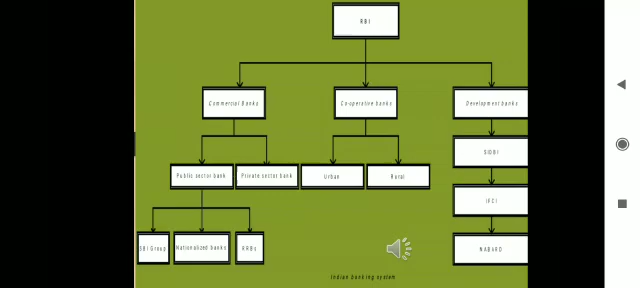 RBI
Commercial Banks
Co-operative banks
Development banks
Public sector bank
Private sector bank
Urban
Rural
SIDBI
IFCI
NABARD
SBI Group
Nationalized banks
RRBs
Indian banking system